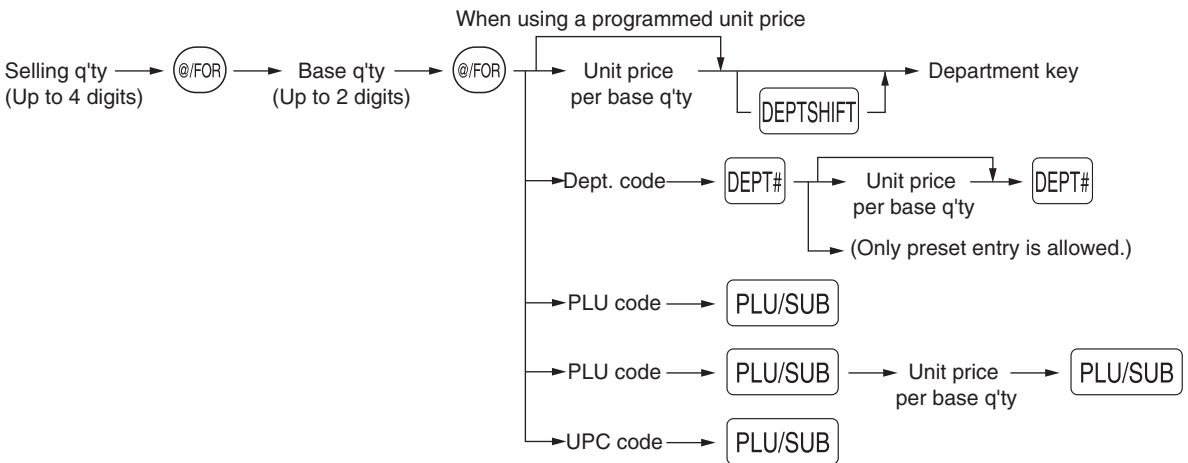 When using a programmed unit price
Selling q'ty
(Up to 4 digits)
@/FOR
Base q'ty
(Up to 2 digits)
@/FOR
Unit price
per base q'ty
DEPTSHIFT
Department key
Dept. code
DEPT#
Unit price
per base q'ty
DEPT#
(Only preset entry is allowed.)
PLU code
PLU/SUB
PLU code
PLU/SUB
Unit price
per base q'ty
PLU/SUB
UPC code
PLU/SUB